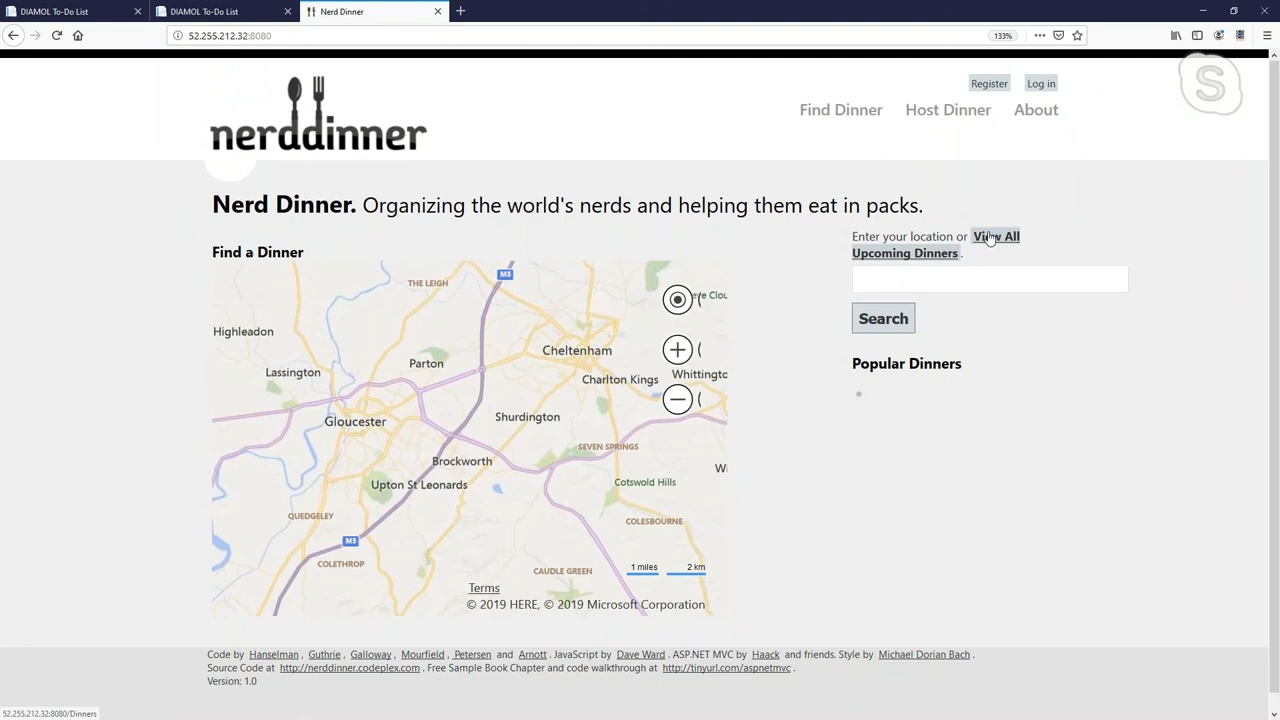 DIAMOL To-Do List
DIAMOL To-Do List
Nerd Dinner
52.255.212.32:8080
133%
S
Register
Log in
nerddinner
Find Dinner
Host Dinner
About
Nerd Dinner. Organizing the world's nerds and helping them eat in packs.
Enter your location or View All
Upcoming Dinners .
Find a Dinner
Search
Popular Dinners
THE LEIGH
M5
Highleadon
Parton
Cheltenham
Lassington
Charlton Kings
Gloucester
Shurdington
SEVEN SPRINGS
Brockworth
Upton St Leonards
Cotswold Hills
QUEDGELEY
COLESBOURNE
M5
COLETHROP
CAUDLE GREEN
1 miles
2 km
Terms
© 2019 HERE, © 2019 Microsoft Corporation
Code by Hanselman , Guthrie , Galloway , Mourfield , Petersen and Arnott . JavaScript by Dave Ward . ASP.NET MVC by Haack and friends. Style by Michael Dorian Bach .
Source Code at http://nerddinner.codeplex.com . Free Sample Book Chapter and code walkthrough at http://tinyurl.com/aspnetmvc .
Version: 1.0
52.255.212.32:8080/Dinners